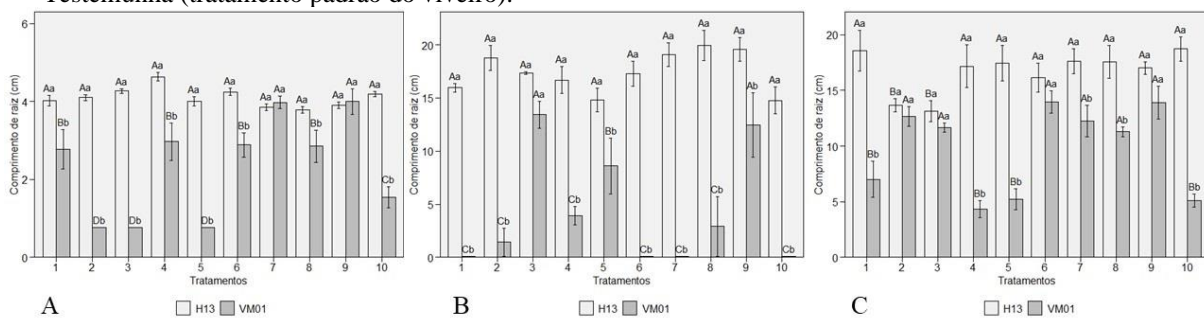 Testemunha (tratamento padrão do viveiro).
6
4
2
0
Comprimento de raiz (cm)
Aa Bb Aa Db Aa Db Aa Bb Aa Db Aa Bb Aa Aa Aa Bb Aa Aa Aa Cb
1 2 3 4 5 6 7 8 9 10
Tratamentos
A H13 VM01
20
15
10
5
0
Comprimento de raiz (cm)
Aa Cb Aa Cb Aa Aa Aa Cb Aa Bb Aa Cb Aa Cb Aa Cb Aa Ab Aa Cb
1 2 3 4 5 6 7 8 9 10
Tratamentos
B H13 VM01
20
15
10
5
0
Comprimento de raiz (cm)
Aa Bb Ba Aa Ba Aa Aa Bb Aa Bb Aa Aa Aa Ab Aa Ab Aa Aa Aa Bb
1 2 3 4 5 6 7 8 9 10
Tratamentos
C H13 VM01